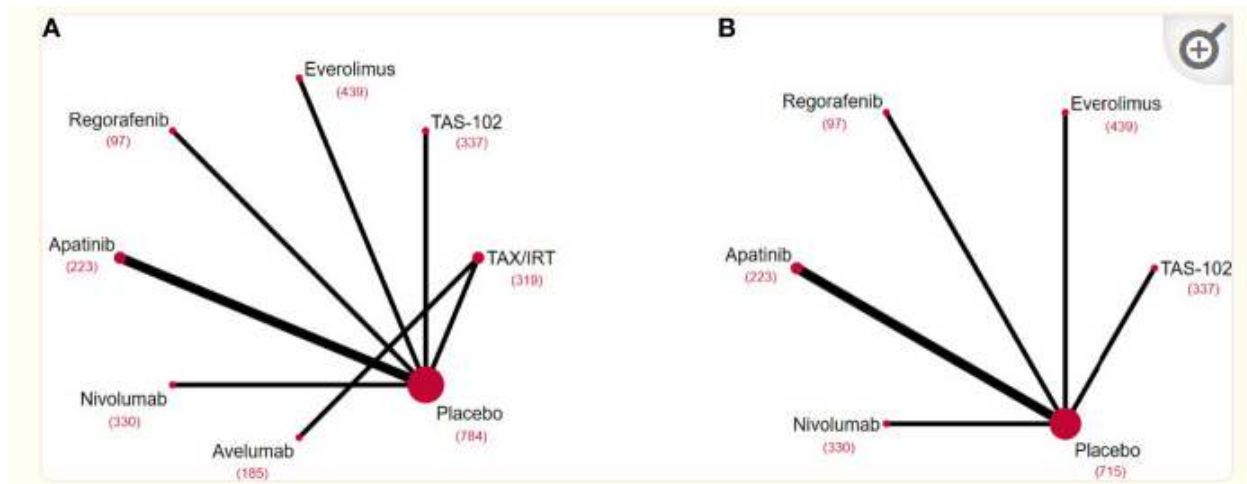 A
Everolimus
(439)
Regorafenib
(97)
TAS-102
(337)
Apatinib
(223)
TAX/IRT
(319)
Nivolumab
(330)
Placebo
(784)
Avelumab
(185)
B
Regorafenib
(97)
Everolimus
(439)
Apatinib
(223)
TAS-102
(337)
Nivolumab
(330)
Placebo
(715)